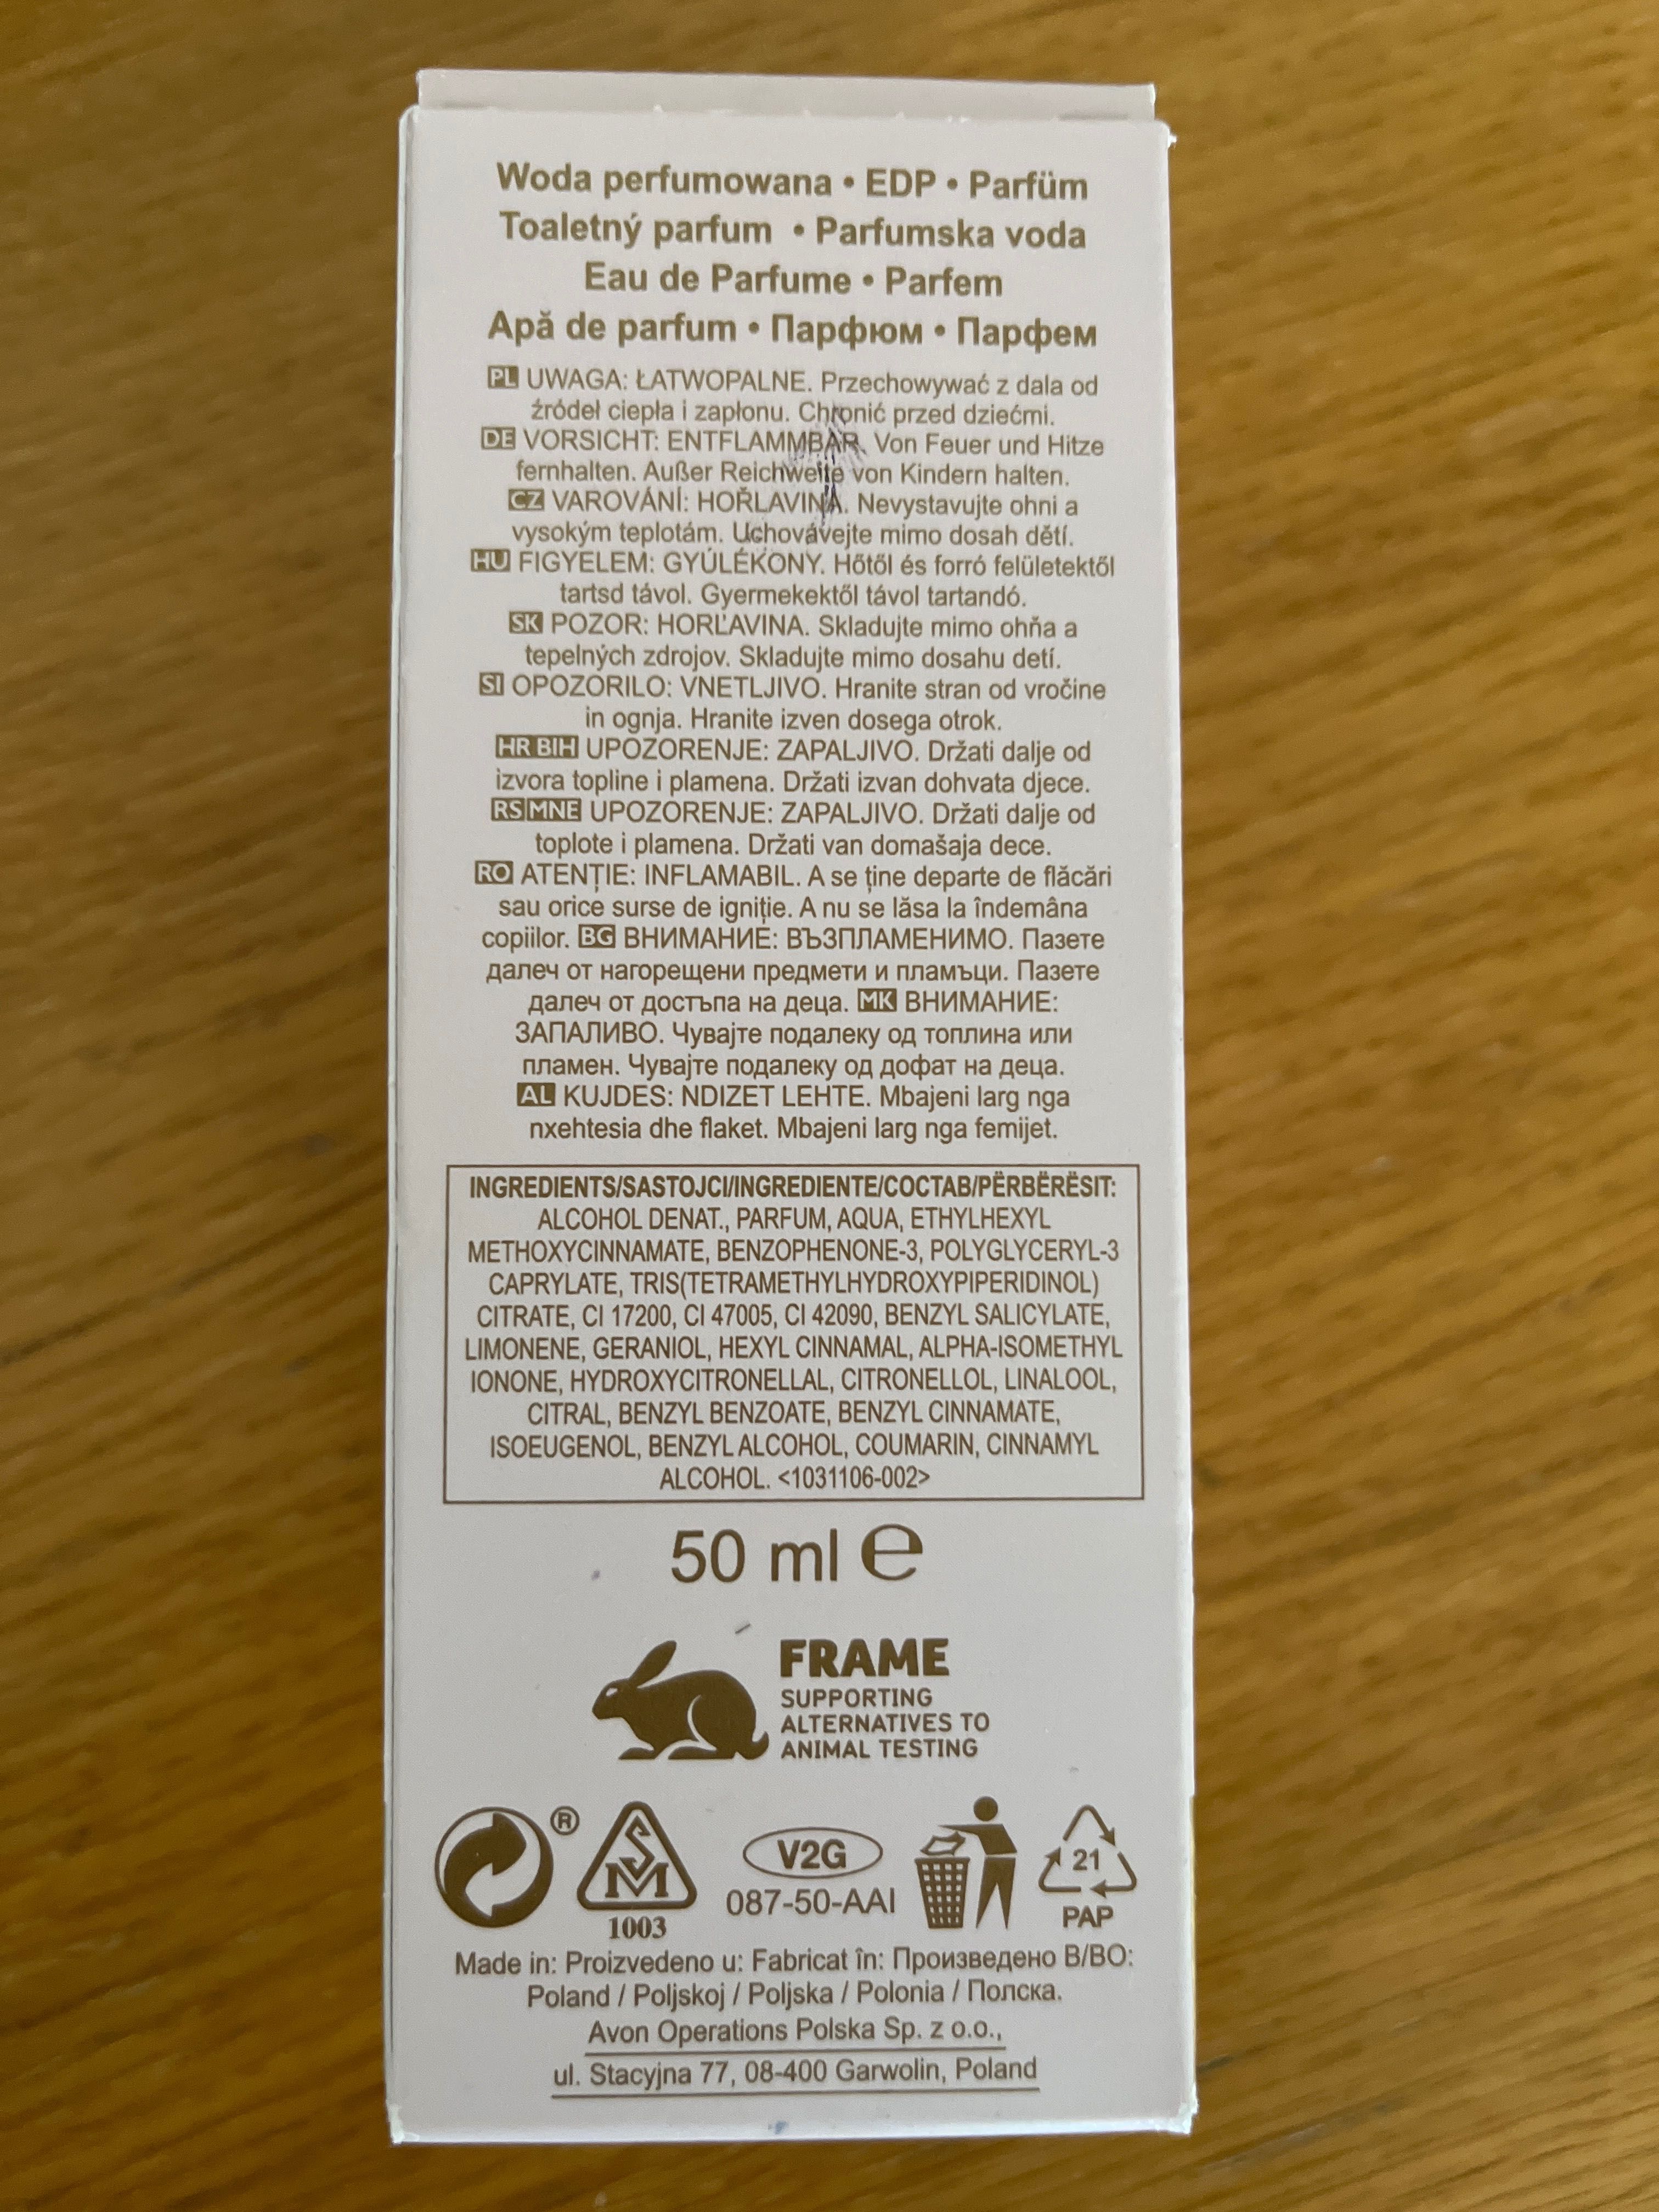 Woda perfumowana • EDP • Parfüm
Toaletný parfum • Parfumska voda
Eau de Parfume • Parfem
Apă de parfum • Парфюм • Парфем
PL UWAGA: ŁATWOPALNE. Przechowywać z dala od
źródeł ciepła i zapłonu. Chronić przed dziećmi.
DE VORSICHT: ENTFLAMMBAR. Von Feuer und Hitze
fernhalten. Außer Reichweite von Kindern halten.
CZ VAROVÁNÍ: HOŘLAVINA. Nevystavujte ohni a
vysokým teplotám. Uchovávejte mimo dosah dětí.
HU FIGYELEM: GYÚLÉKONY. Hőtől és forró felületektől
tartsd távol. Gyermekektől távol tartandó.
SK POZOR: HORĽAVINA. Skladujte mimo ohňa a
tepelných zdrojov. Skladujte mimo dosahu detí.
SI OPOZORILO: VNETLJIVO. Hranite stran od vročine
in ognja. Hranite izven dosega otrok.
HR BIH UPOZORENJE: ZAPALJIVO. Držati dalje od
izvora topline i plamena. Držati izvan dohvata djece.
RS MNE UPOZORENJE: ZAPALJIVO. Držati dalje od
toplote i plamena. Držati van domašaja dece.
RO ATENȚIE: INFLAMABIL. A se ține departe de flăcări
sau orice surse de igniție. A nu se lăsa la îndemâna
copiilor. BG ВНИМАНИЕ: ВЪЗПЛАМЕНИМО. Пазете
далеч от нагорещени предмети и пламъци. Пазете
далеч от достъпа на деца. MK ВНИМАНИЕ:
ЗАПАЛИВО. Чувајте подалеку од топлина или
пламен. Чувајте подалеку од дофат на деца.
AL KUJDES: NDIZET LEHTE. Mbajeni larg nga
nxehtesia dhe flaket. Mbajeni larg nga femijet.
INGREDIENTS/SASTOJCI/INGREDIENTE/СОСТАВ/PËRBËRËSIT:
ALCOHOL DENAT., PARFUM, AQUA, ETHYLHEXYL
METHOXYCINNAMATE, BENZOPHENONE-3, POLYGLYCERYL-3
CAPRYLATE, TRIS(TETRAMETHYLHYDROXYPIPERIDINOL)
CITRATE, CI 17200, CI 47005, CI 42090, BENZYL SALICYLATE,
LIMONENE, GERANIOL, HEXYL CINNAMAL, ALPHA-ISOMETHYL
IONONE, HYDROXYCITRONELLAL, CITRONELLOL, LINALOOL,
CITRAL, BENZYL BENZOATE, BENZYL CINNAMATE,
ISOEUGENOL, BENZYL ALCOHOL, COUMARIN, CINNAMYL
ALCOHOL. <1031106-002>
50 ml ℮
FRAME
SUPPORTING
ALTERNATIVES TO
ANIMAL TESTING
®
SM
1003
V2G
087-50-AAI
21
PAP
Made in: Proizvedeno u: Fabricat în: Произведено В/ВО:
Poland / Poljskoj / Poljska / Polonia / Полска.
Avon Operations Polska Sp. z o.o.,
ul. Stacyjna 77, 08-400 Garwolin, Poland